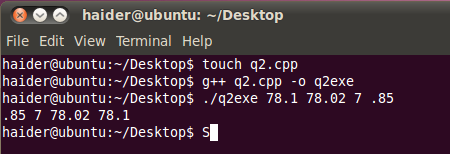 haider@ubuntu: ~/Desktop
File Edit View Terminal Help
haider@ubuntu:~/Desktop$ touch q2.cpp
haider@ubuntu:~/Desktop$ g++ q2.cpp -o q2exe
haider@ubuntu:~/Desktop$ ./q2exe 78.1 78.02 7 .85
.85 7 78.02 78.1
haider@ubuntu:~/Desktop$ S